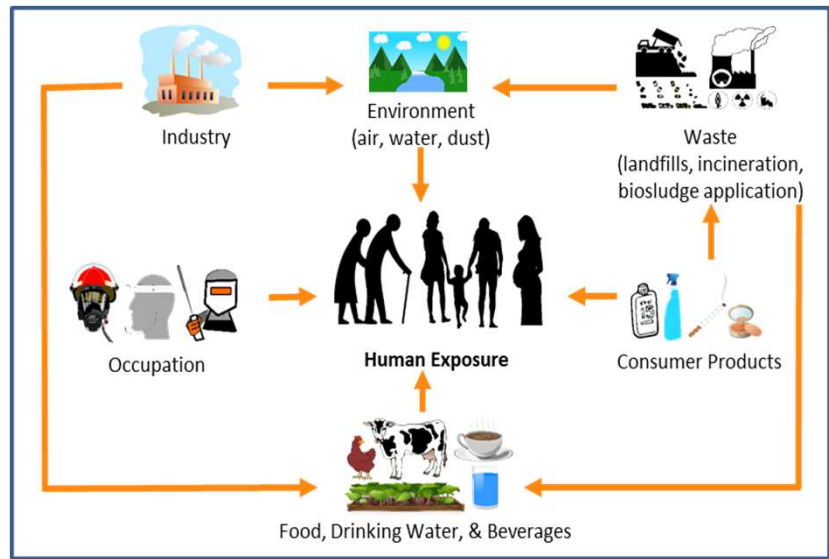 Industry
Environment
(air, water, dust)
Waste
(landfills, incineration,
biosludge application)
Occupation
Human Exposure
Consumer Products
Food, Drinking Water, & Beverages